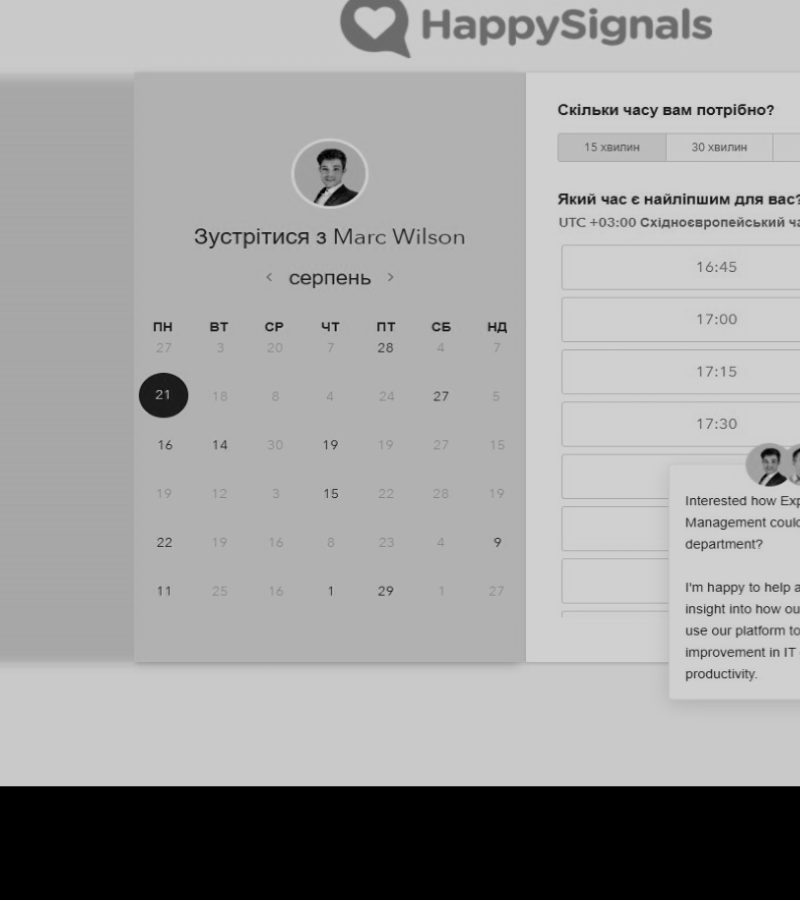 HappySignals
Зустрітися з Marc Wilson
‹ серпень ›
ПН ВТ СР ЧТ ПТ СБ НД
27 3 20 7 28 4 7
21 18 8 4 24 27 5
16 14 30 19 19 27 15
19 12 3 15 22 28 19
22 19 16 8 23 4 9
11 25 16 1 29 1 27
Скільки часу вам потрібно?
15 хвилин 30 хвилин
Який час є найліпшим для вас?
UTC +03:00 Східноєвропейський ча
16:45
17:00
17:15
17:30
Interested how Exp
Management could
department?
I'm happy to help a
insight into how ou
use our platform to
improvement in IT
productivity.